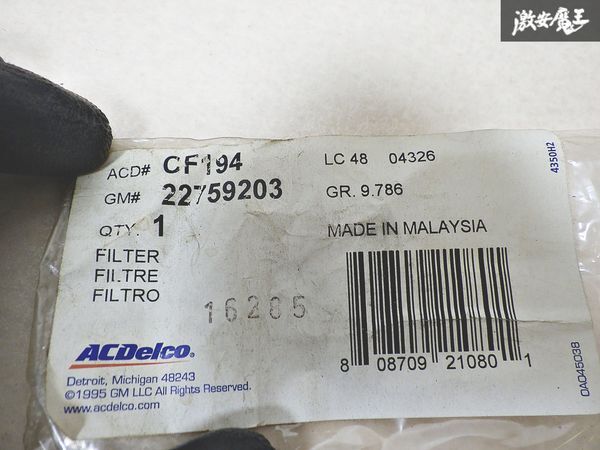 激安魔王
ACD# CF194
GM# 22759203
QTY. 1
FILTER
FILTRE
FILTRO
16285
LC 48 04326
GR. 9.786
MADE IN MALAYSIA
4350H2
8 08709 21080 1
0AD45038
ACDelco®
Detroit, Michigan 48243
©1995 GM LLC All Rights Reserved.
www.acdelco.com